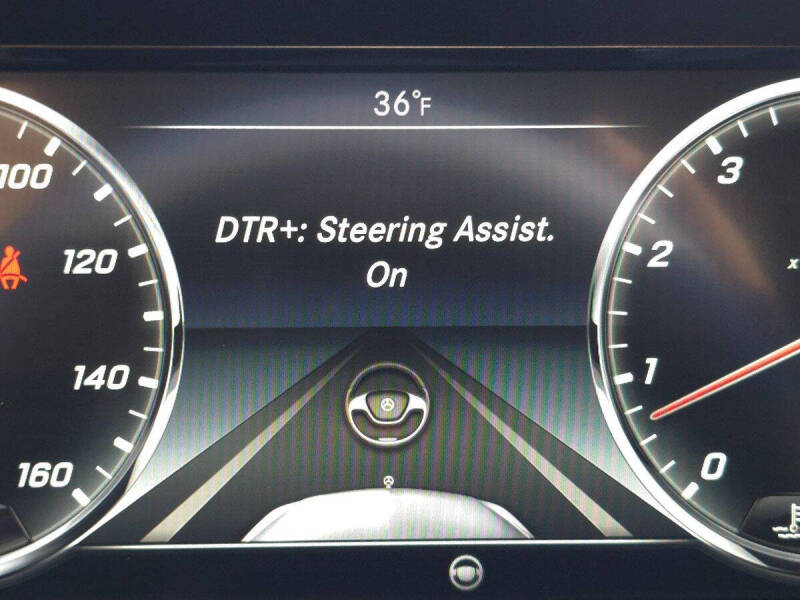 36°F
DTR+: Steering Assist.
On
100
120
140
160
3
2
1
0
x